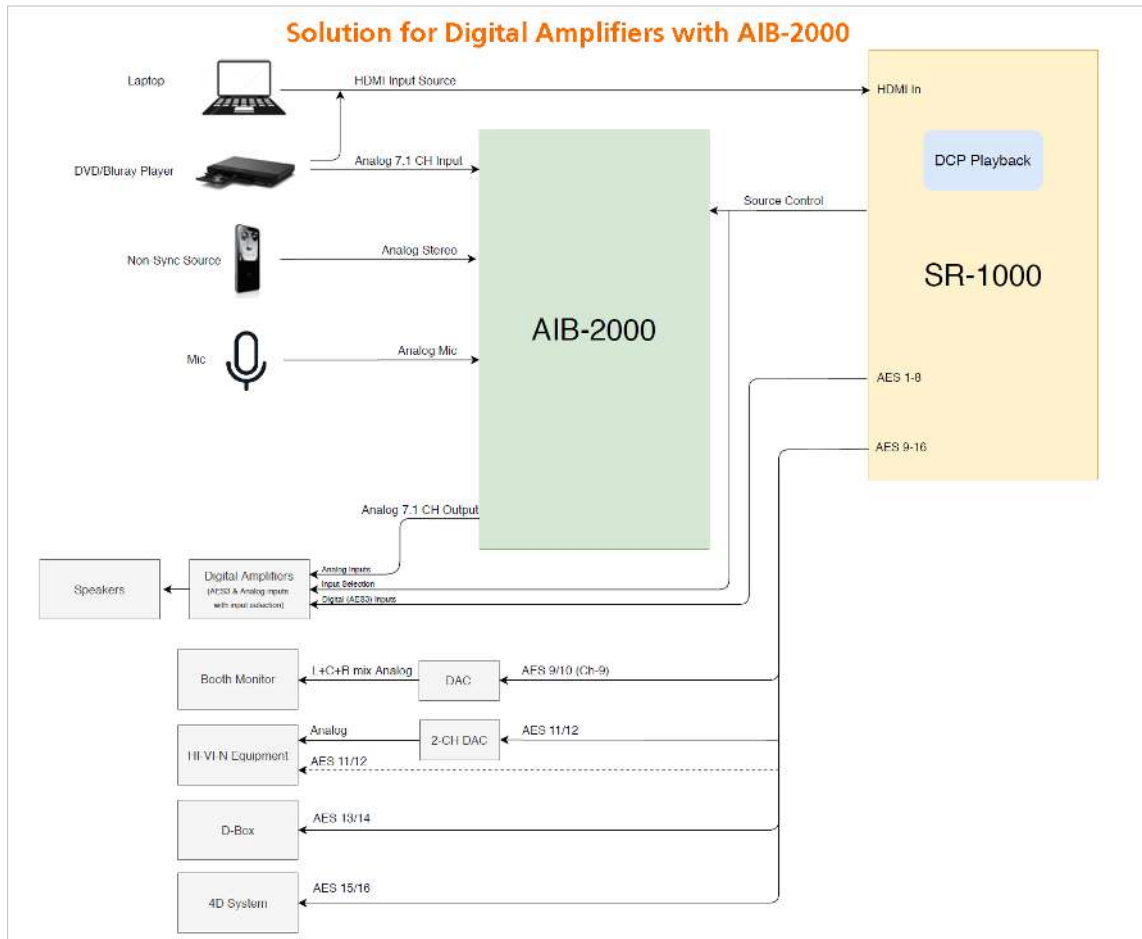 Solution for Digital Amplifiers with AIB-2000
Laptop
HDMI Input Source
HDMI In
DVD/Bluray Player
Analog 7.1 CH Input
DCP Playback
Source Control
Non-Sync Source
Analog Stereo
SR-1000
AIB-2000
Mic
Analog Mic
AES 1-8
AES 9-16
Analog 7.1 CH Output
Speakers
Digital Amplifiers
(AES3 & Analog inputs
with input selection)
Analog Inputs
Input Selection
Digital (AES3) Inputs
Booth Monitor
L+C+R mix Analog
DAC
AES 9/10 (Ch-9)
HI-VI-N Equipment
Analog
2-CH DAC
AES 11/12
AES 11/12
D-Box
AES 13/14
4D System
AES 15/16